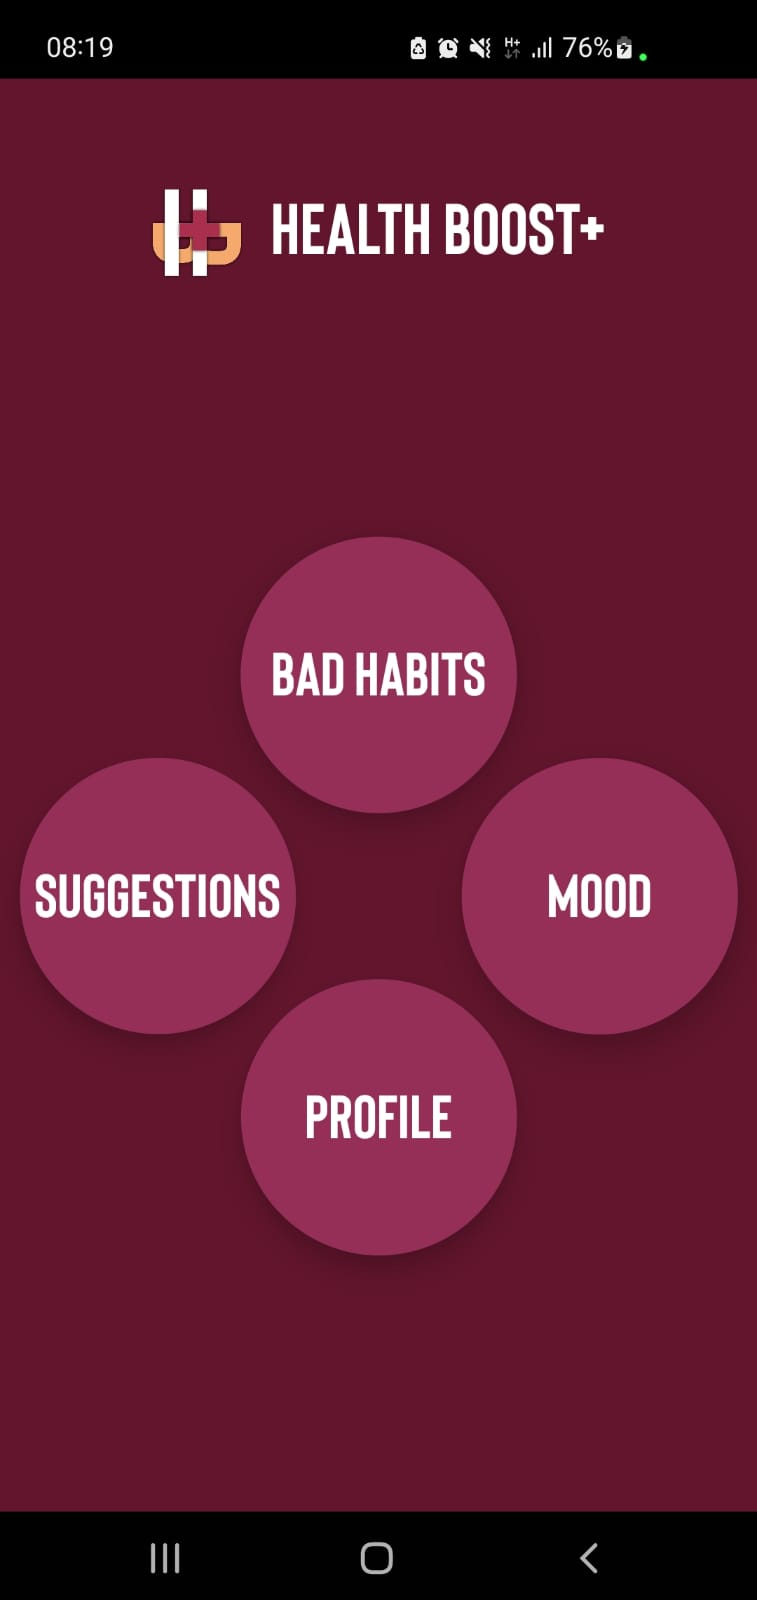 08:19 H+ 76%
HEALTH BOOST+
BAD HABITS
SUGGESTIONS
MOOD
PROFILE